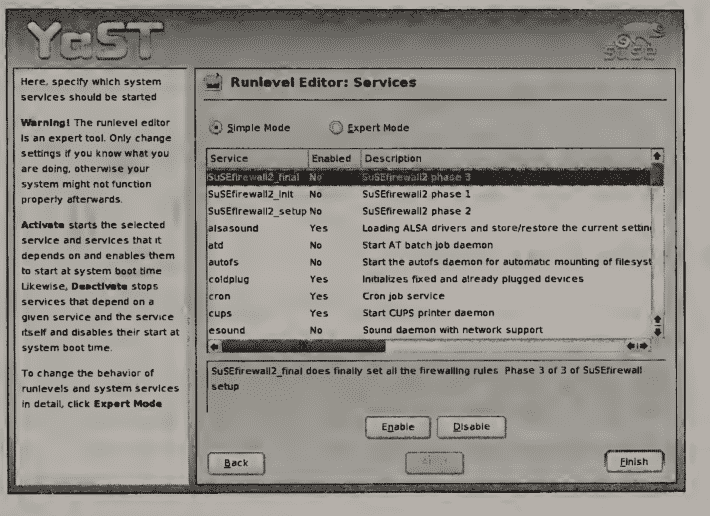 YaST
SuSE
Here, specify which system
services should be started
Warning! The runlevel editor
is an expert tool. Only change
settings if you know what you
are doing, otherwise your
system might not function
properly afterwards.
Activate starts the selected
service and services that it
depends on and enables them
to start at system boot time
Likewise, Deactivate stops
services that depend on a
given service and the service
itself and disables their start at
system boot time.
To change the behavior of
runlevels and system services
in detail, click Expert Mode
Runlevel Editor: Services
Simple Mode Expert Mode
Service Enabled Description
SuSEfirewall2_final No SuSEfirewall2 phase 3
SuSEfirewall2_init No SuSEfirewall2 phase 1
SuSEfirewall2_setup No SuSEfirewall2 phase 2
alsasound Yes Loading ALSA drivers and store/restore the current settin
atd No Start AT batch job daemon
autofs No Start the autofs daemon for automatic mounting of filesyst
coldplug Yes Initializes fixed and already plugged devices
cron Yes Cron job service
cups Yes Start CUPS printer daemon
esound No Sound daemon with network support
SuSEfirewall2_final does finally set all the firewalling rules. Phase 3 of 3 of SuSEfirewall
setup
Enable Disable
Back Finish